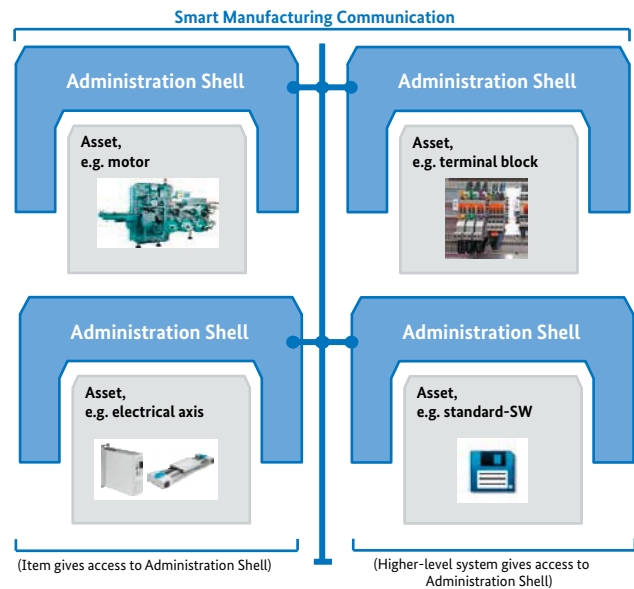 Smart Manufacturing Communication
Administration Shell
Asset,
e.g. motor
Administration Shell
Asset,
e.g. terminal block
Administration Shell
Asset,
e.g. electrical axis
Administration Shell
Asset,
e.g. standard-SW
(Item gives access to Administration Shell)
(Higher-level system gives access to
Administration Shell)